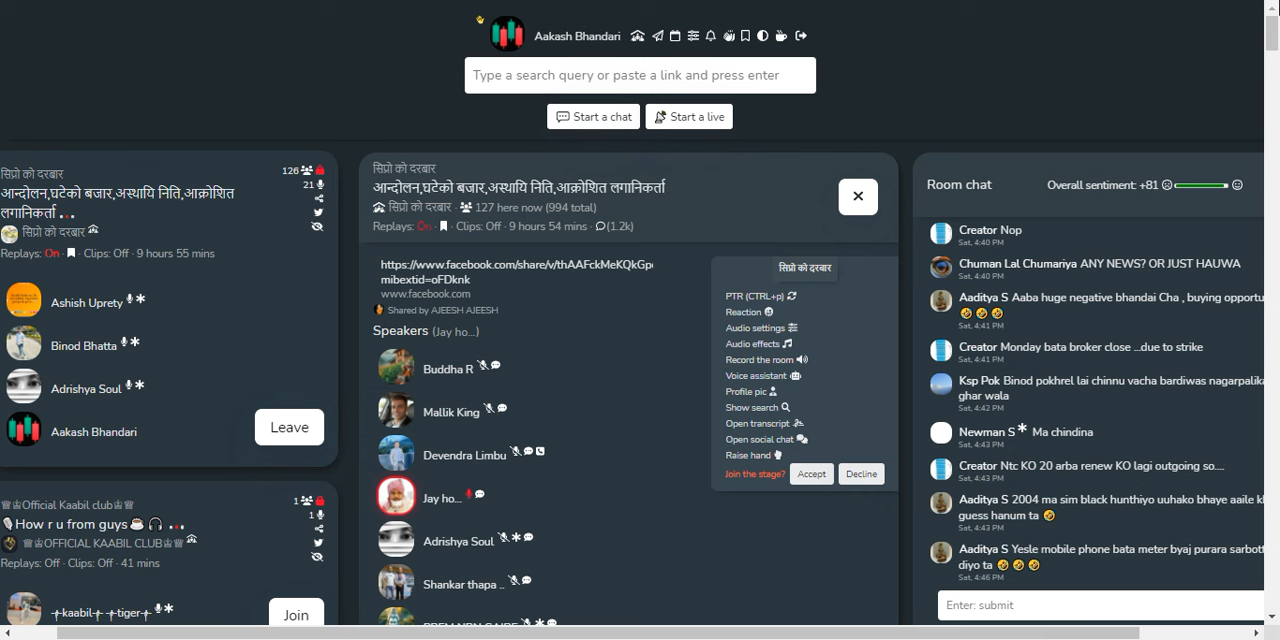 Aakash Bhandari
Type a search query or paste a link and press enter
Start a chat
Start a live
सिप्रो को दरबार
126
आन्दोलन,घटेको बजार,अस्थायि निति,आक्रोशित
21
लगानिकर्ता
सिप्रो को दरबार
Replays: On · Clips: Off · 9 hours 55 mins
Ashish Uprety
Binod Bhatta
Adrishya Soul
Aakash Bhandari
Leave
♕♔Official Kaabil club♔♕
1
How r u from guys
1
♕♔OFFICIAL KAABIL CLUB♔♕
Replays: Off · Clips: Off · 41 mins
kaabil tiger
Join
सिप्रो को दरबार
आन्दोलन,घटेको बजार,अस्थायि निति,आक्रोशित लगानिकर्ता
सिप्रो को दरबार · 127 here now (994 total)
Replays: On · Clips: Off · 9 hours 54 mins · (1.2k)
https://www.facebook.com/share/v/thAAFckMeKQkGp
mibextid=oFDknk
www.facebook.com
Shared by AJEESH AJEESH
Speakers (Jay ho...)
Buddha R
Mallik King
Devendra Limbu
Jay ho...
Adrishya Soul
Shankar thapa ..
सिप्रो को दरबार
PTR (CTRL+p)
Reaction
Audio settings
Audio effects
Record the room
Voice assistant
Profile pic
Show search
Open transcript
Open social chat
Raise hand
Join the stage? Accept Decline
Room chat
Overall sentiment: +81
Creator Nop
Sat, 4:40 PM
Chuman Lal Chumariya ANY NEWS? OR JUST HAUWA
Sat, 4:40 PM
Aaditya S Aaba huge negative bhandai Cha , buying opportu
🤣🤣🤣
Sat, 4:41 PM
Creator Monday bata broker close ...due to strike
Sat, 4:41 PM
Ksp Pok Binod pokhrel lai chinnu vacha bardiwas nagarpalika
ghar wala
Sat, 4:42 PM
Newman S Ma chindina
Sat, 4:43 PM
Creator Ntc KO 20 arba renew KO lagi outgoing so....
Sat, 4:43 PM
Aaditya S 2004 ma sim black hunthiyo uuhako bhaye aaile k
guess hanum ta 🤣
Sat, 4:43 PM
Aaditya S Yesle mobile phone bata meter byaj purara sarbot
diyo ta 🤣🤣🤣
Sat, 4:46 PM
Enter: submit